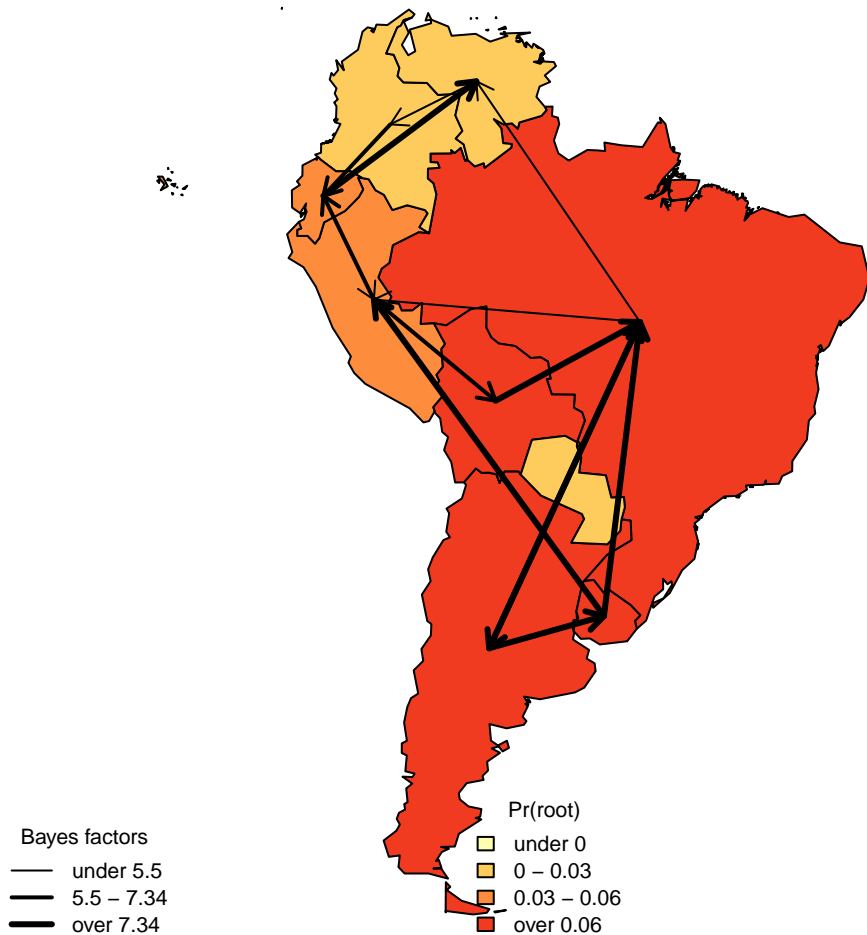 Bayes factors
under 5.5
5.5 − 7.34
over 7.34
Pr(root)
under 0
0 − 0.03
0.03 − 0.06
over 0.06